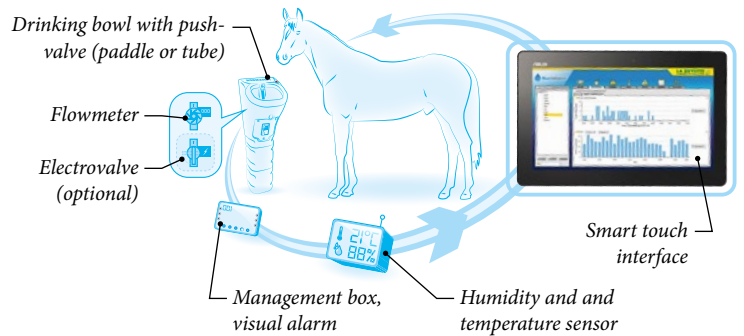 Drinking bowl with push-
valve (paddle or tube)
Flowmeter
Electrovalve
(optional)
21°C
88%
Smart touch
interface
Management box,
visual alarm
Humidity and and
temperature sensor